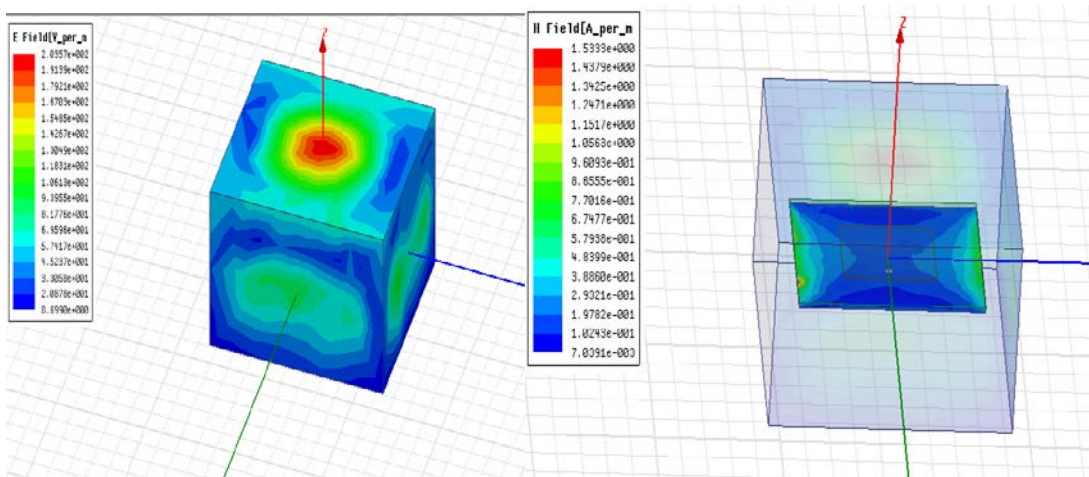 E Field[V_per_m
2.0357e+002
1.9139e+002
1.7921e+002
1.6703e+002
1.5485e+002
1.4267e+002
1.3049e+002
1.1831e+002
1.0613e+002
9.3955e+001
8.1776e+001
6.9596e+001
5.7417e+001
4.5237e+001
3.3058e+001
2.0878e+001
8.6990e+000
Z
H Field[A_per_m
1.5333e+000
1.4379e+000
1.3425e+000
1.2471e+000
1.1517e+000
1.0563e+000
9.6093e-001
8.6555e-001
7.7016e-001
6.7477e-001
5.7938e-001
4.8399e-001
3.8860e-001
2.9321e-001
1.9782e-001
1.0243e-001
7.0391e-003
Z